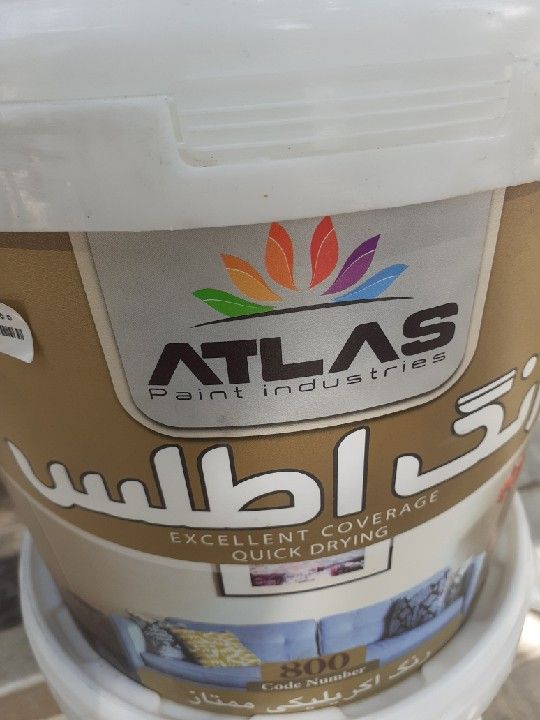 ATLAS
Paint industries
رنگ اطلس
EXCELLENT COVERAGE
QUICK DRYING
800
Code Number
رنگ اکریلیکی ممتاز